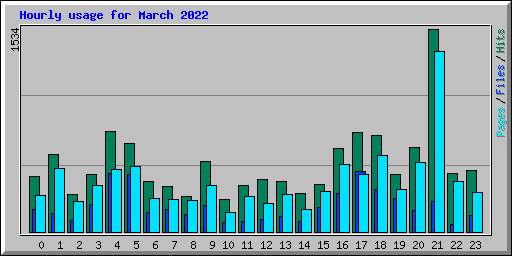 Hourly usage for March 2022
1534
Pages/Files/Hits
0 1 2 3 4 5 6 7 8 9 10 11 12 13 14 15 16 17 18 19 20 21 22 23